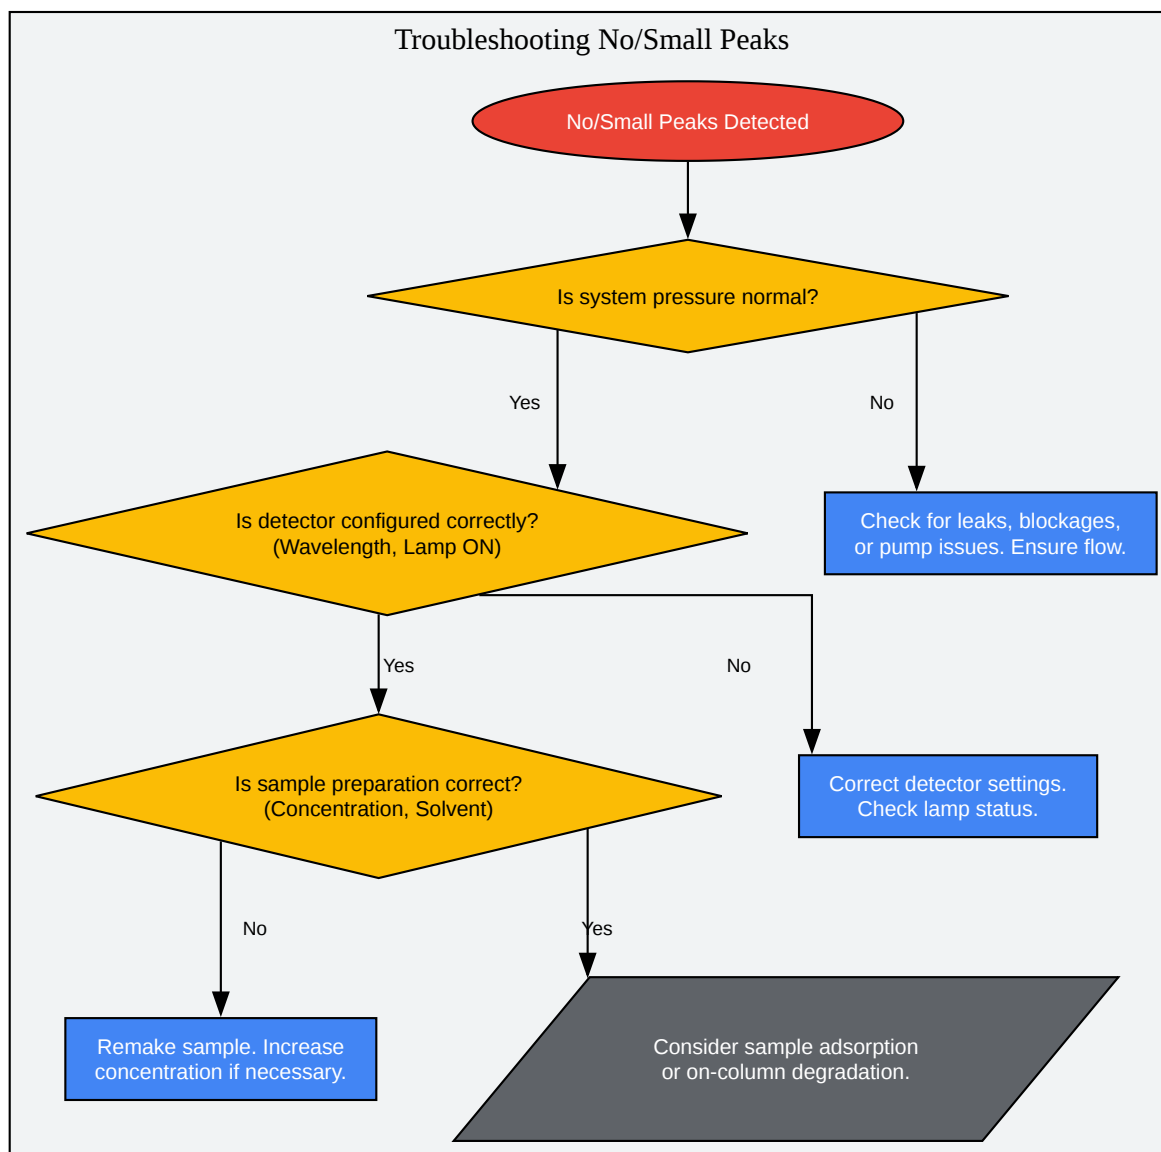 Troubleshooting No/Small Peaks
No/Small Peaks Detected
Is system pressure normal?
Yes
No
Is detector configured correctly?
(Wavelength, Lamp ON)
Check for leaks, blockages,
or pump issues. Ensure flow.
Yes
No
Is sample preparation correct?
(Concentration, Solvent)
Correct detector settings.
Check lamp status.
No
Yes
Remake sample. Increase
concentration if necessary.
Consider sample adsorption
or on-column degradation.